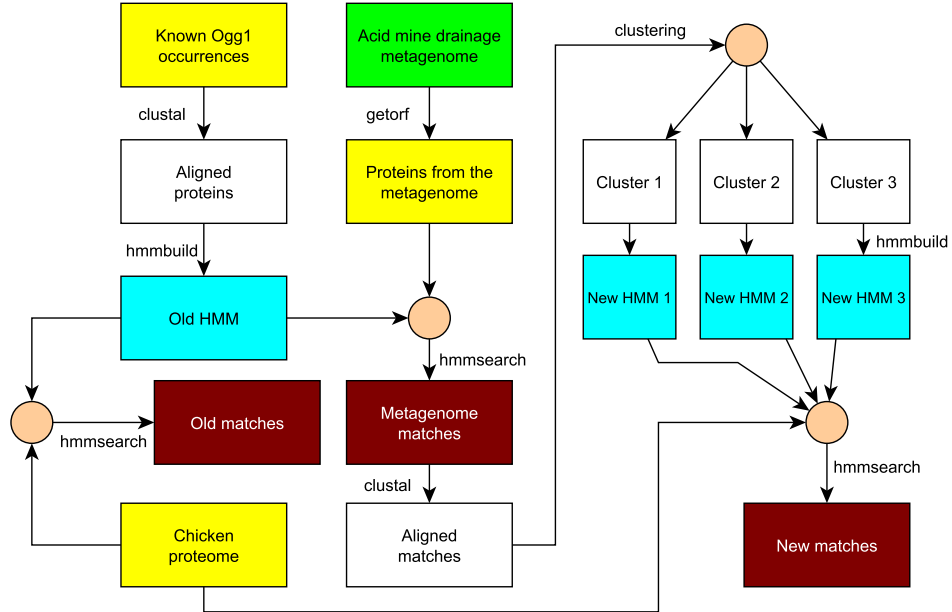 Known Ogg1
occurrences
clustal
Aligned
proteins
hmmbuild
Old HMM
hmmsearch
Old matches
Chicken
proteome
Acid mine drainage
metagenome
getorf
Proteins from the
metagenome
hmmsearch
Metagenome
matches
clustal
Aligned
matches
clustering
Cluster 1
Cluster 2
Cluster 3
hmmbuild
New HMM 1
New HMM 2
New HMM 3
hmmsearch
New matches